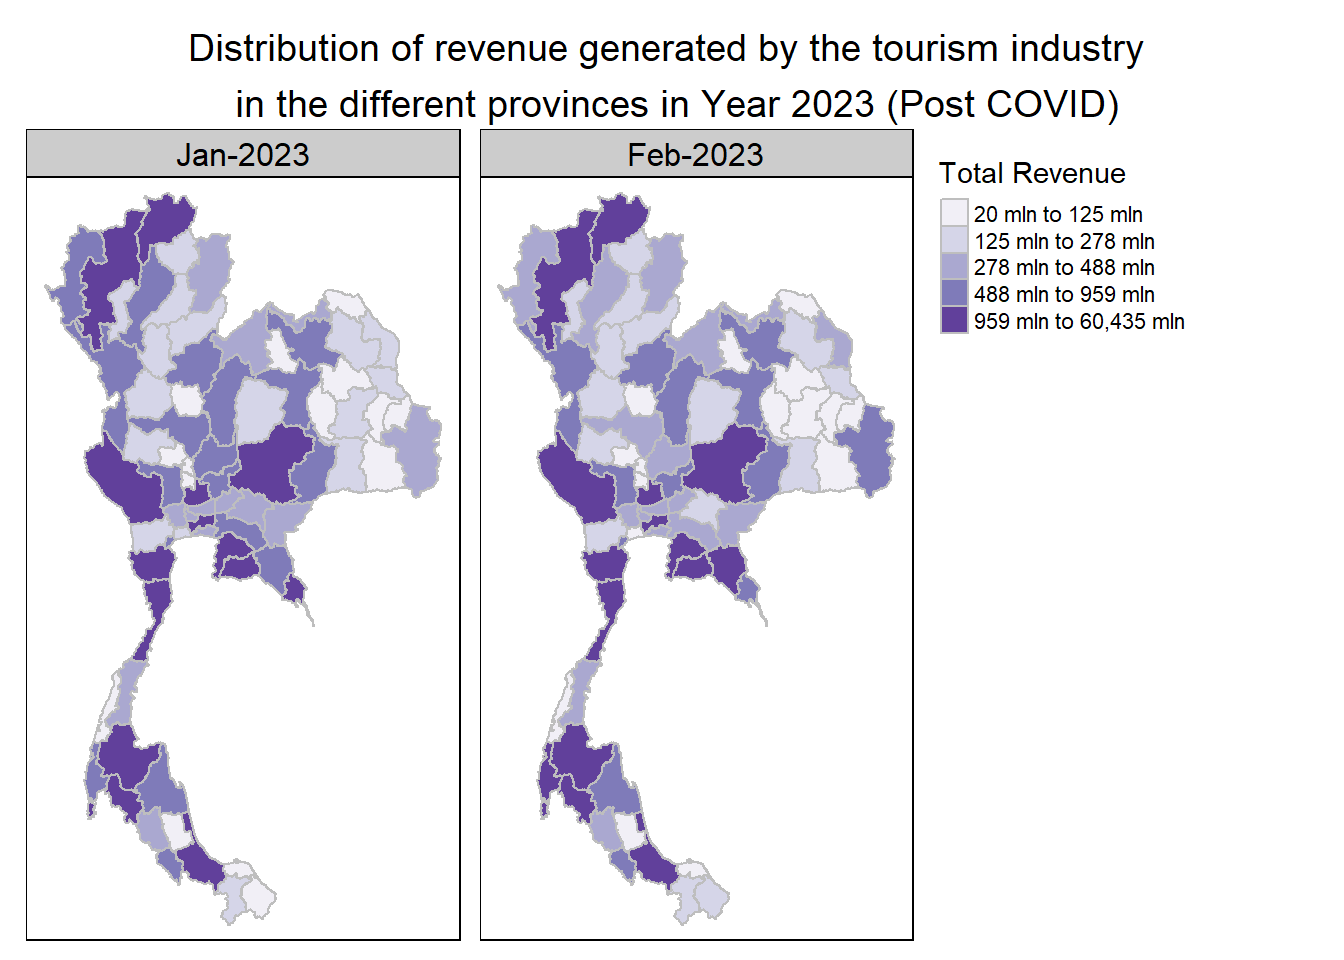 Distribution of revenue generated by the tourism industry
in the different provinces in Year 2023 (Post COVID)
Jan-2023
Feb-2023
Total Revenue
20 mln to 125 mln
125 mln to 278 mln
278 mln to 488 mln
488 mln to 959 mln
959 mln to 60,435 mln